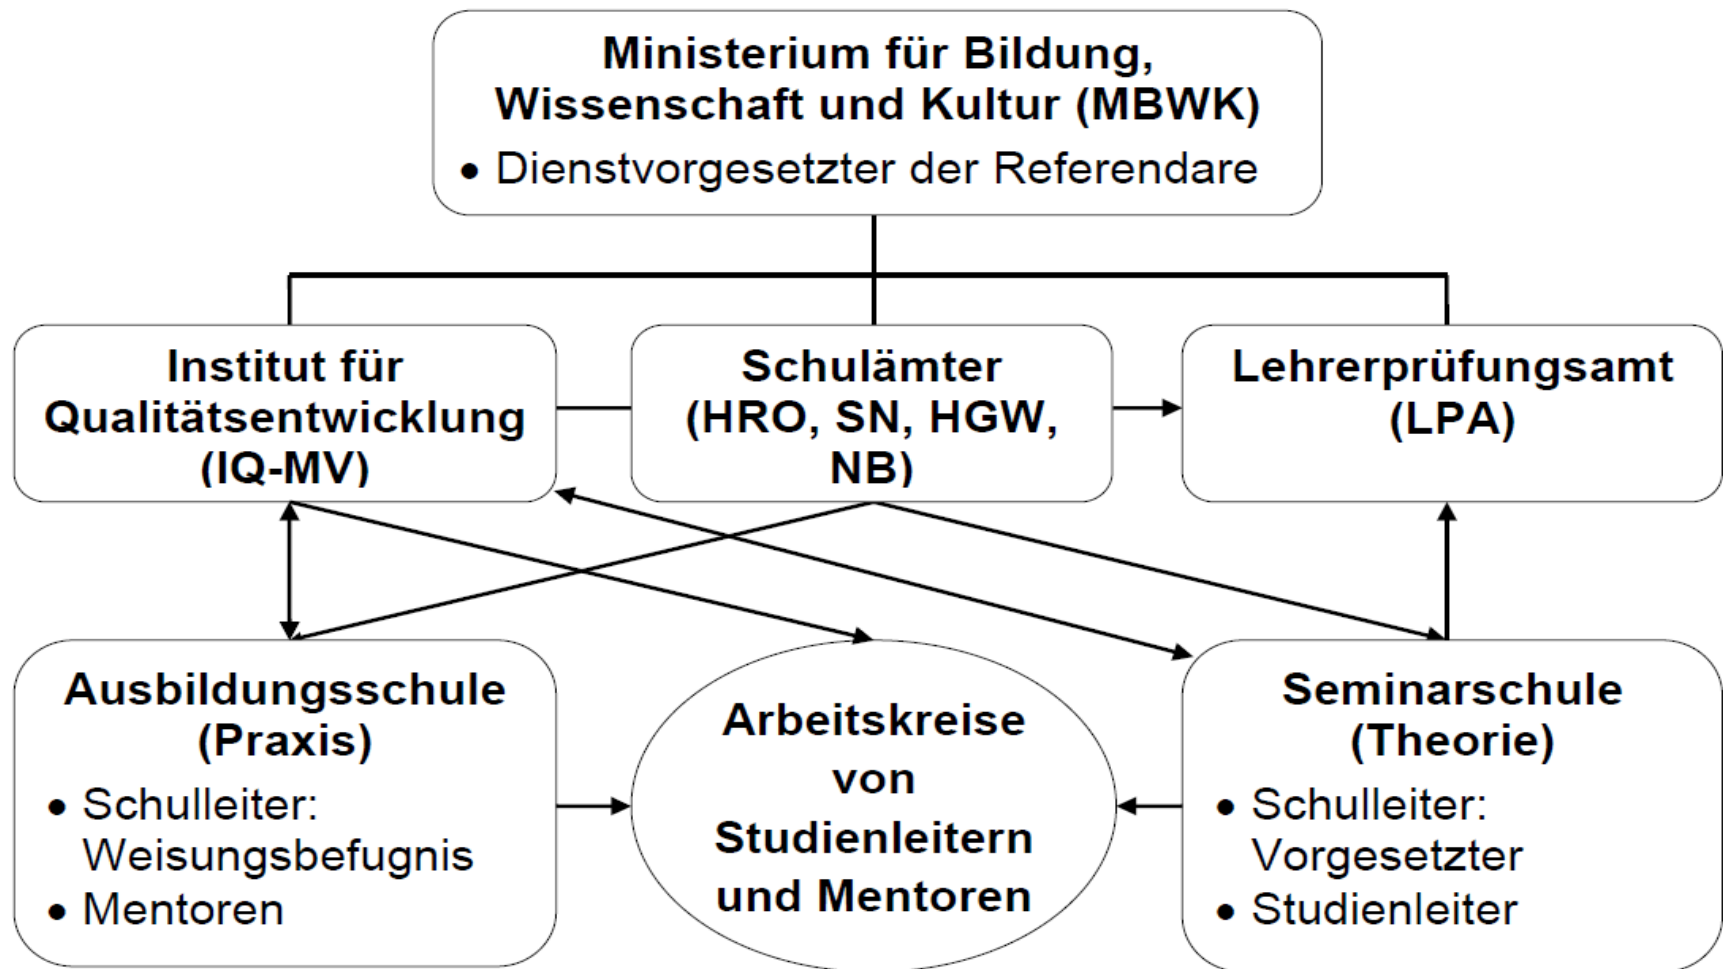 Ministerium für Bildung,
Wissenschaft und Kultur (MBWK)
• Dienstvorgesetzter der Referendare
Institut für
Qualitätsentwicklung
(IQ-MV)
Schulämter
(HRO, SN, HGW,
NB)
Lehrerprüfungsamt
(LPA)
Ausbildungsschule
(Praxis)
• Schulleiter:
Weisungsbefugnis
• Mentoren
Arbeitskreise
von
Studienleitern
und Mentoren
Seminarschule
(Theorie)
• Schulleiter:
Vorgesetzter
• Studienleiter